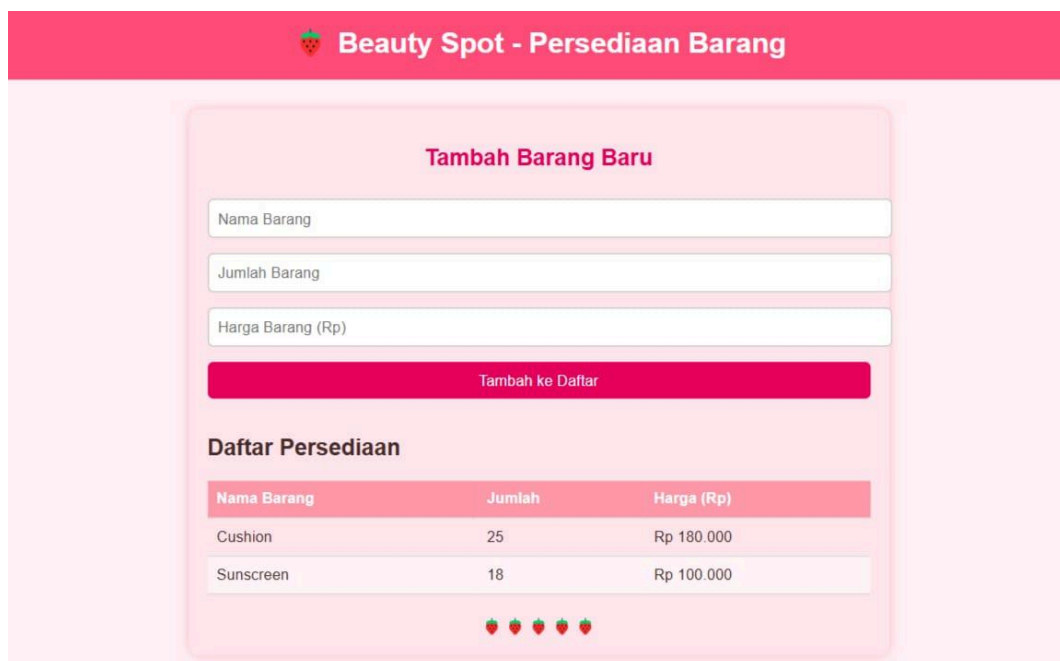 🍓 Beauty Spot - Persediaan Barang
Tambah Barang Baru
Nama Barang
Jumlah Barang
Harga Barang (Rp)
Tambah ke Daftar
Daftar Persediaan
Nama Barang Jumlah Harga (Rp)
Cushion 25 Rp 180.000
Sunscreen 18 Rp 100.000
🍓 🍓 🍓 🍓 🍓